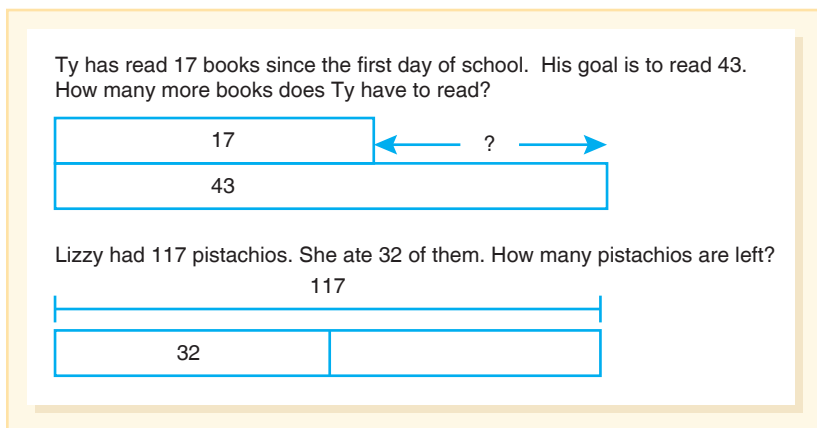 Ty has read 17 books since the first day of school. His goal is to read 43.
How many more books does Ty have to read?
17
?
43
Lizzy had 117 pistachios. She ate 32 of them. How many pistachios are left?
117
32